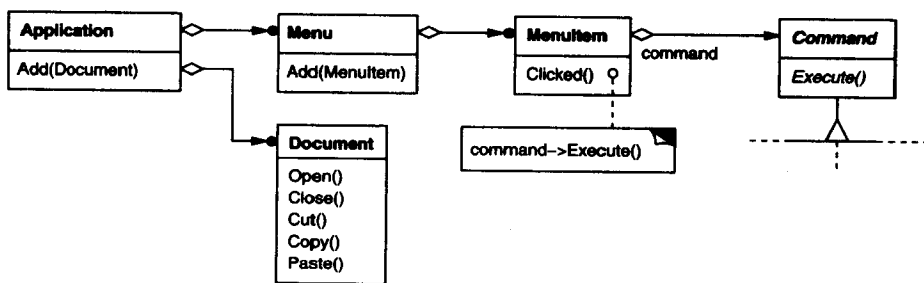 Application
Add(Document)
Menu
Add(MenuItem)
MenuItem
Clicked()
command
Command
Execute()
command->Execute()
Document
Open()
Close()
Cut()
Copy()
Paste()